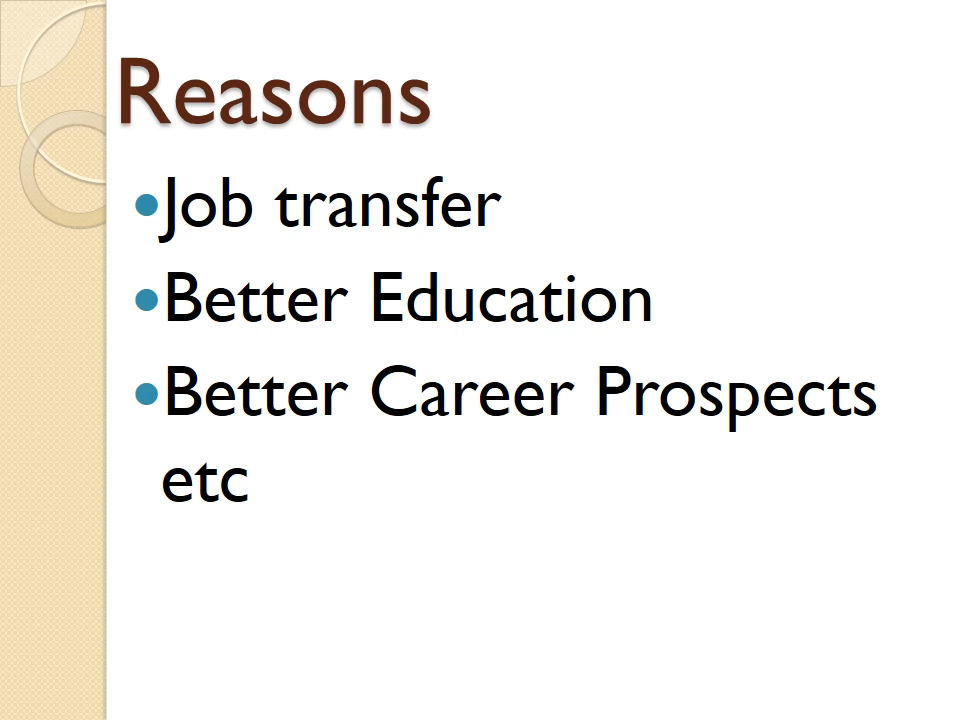 Reasons
•Job transfer
•Better Education
•Better Career Prospects
etc